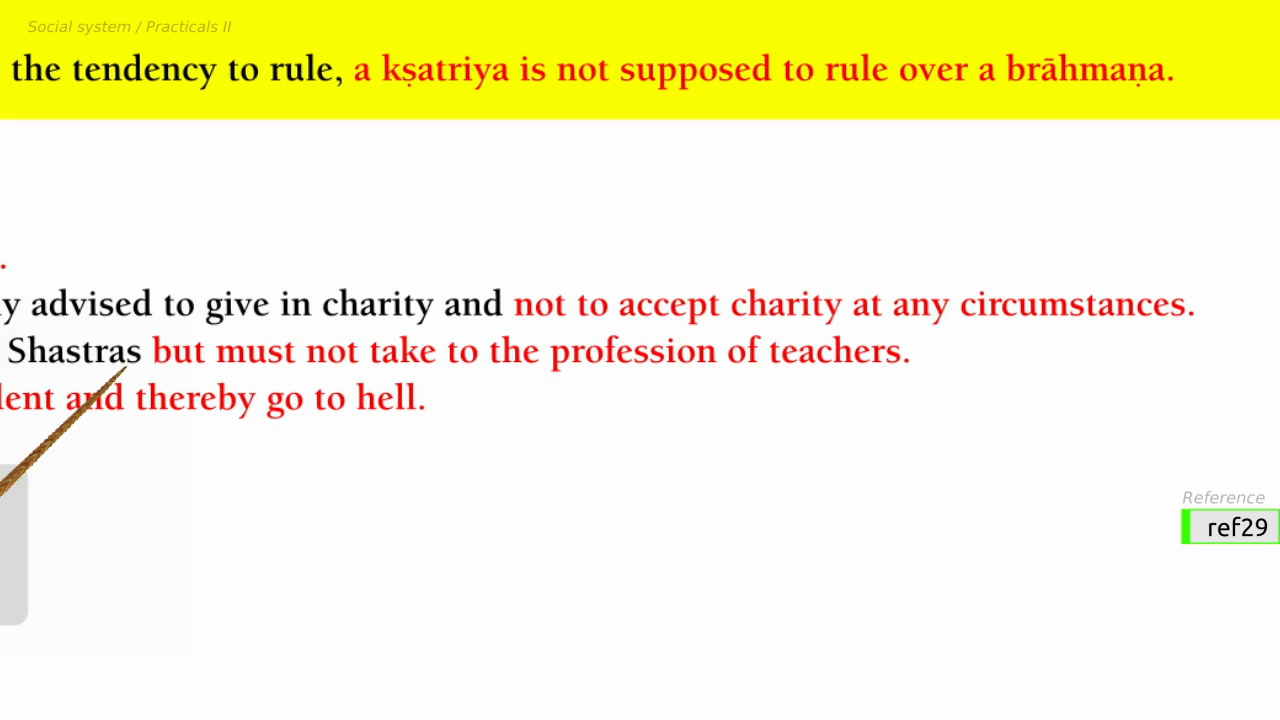 Social system / Practicals II
the tendency to rule, a kṣatriya is not supposed to rule over a brāhmaṇa.
.
y advised to give in charity and not to accept charity at any circumstances.
Shastras but must not take to the profession of teachers.
lent and thereby go to hell.
Reference
ref29